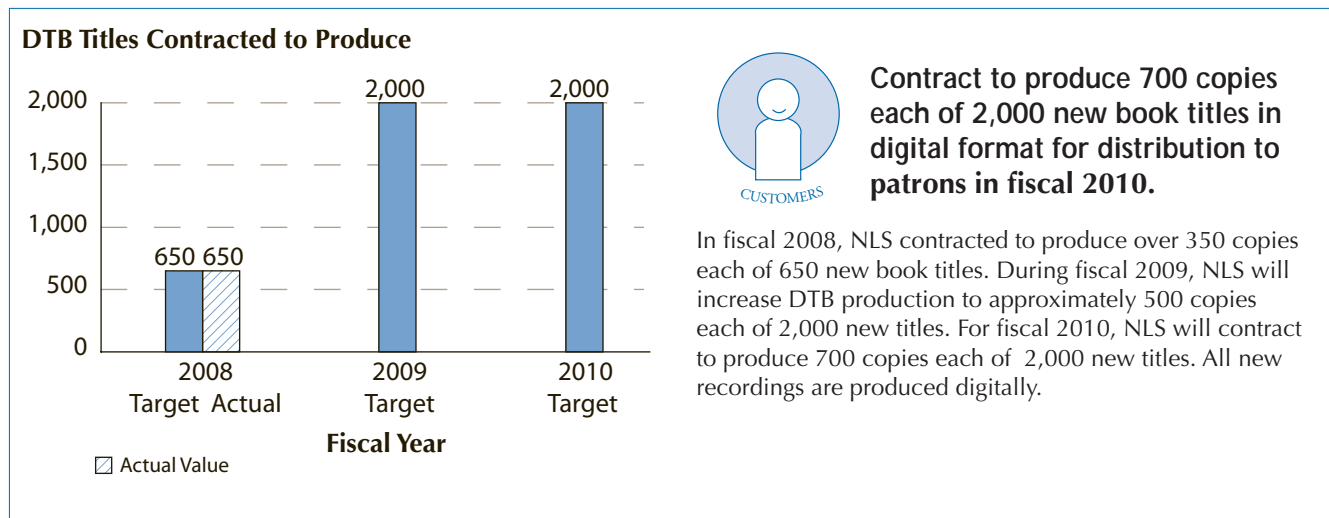 DTB Titles Contracted to Produce
2,000
1,500
1,000
500
0
650 650
2,000
2,000
2008
Target Actual
2009
Target
2010
Target
Fiscal Year
Actual Value
CUSTOMERS
Contract to produce 700 copies
each of 2,000 new book titles in
digital format for distribution to
patrons in fiscal 2010.
In fiscal 2008, NLS contracted to produce over 350 copies
each of 650 new book titles. During fiscal 2009, NLS will
increase DTB production to approximately 500 copies
each of 2,000 new titles. For fiscal 2010, NLS will contract
to produce 700 copies each of 2,000 new titles. All new
recordings are produced digitally.